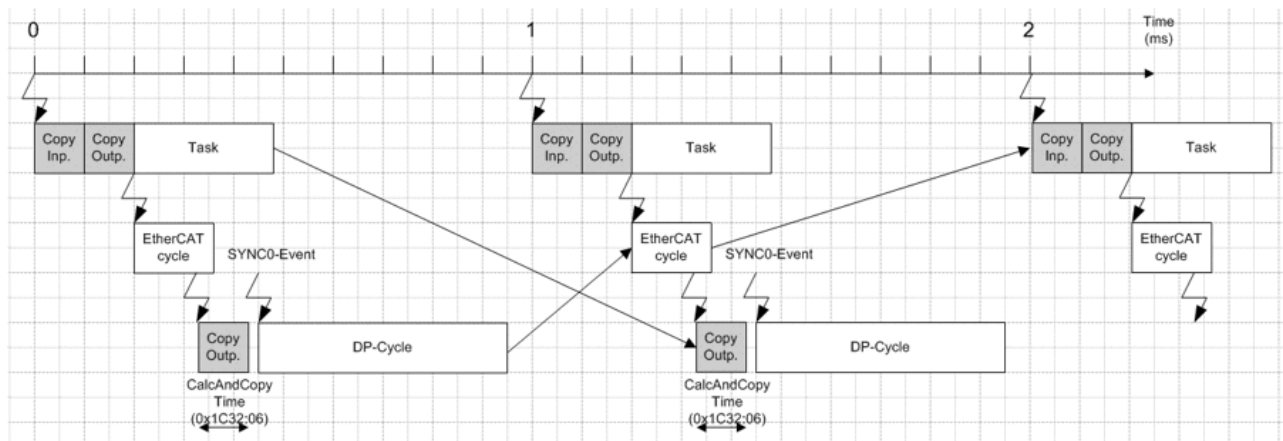 0
1
2
Time
(ms)
Copy
Inp.
Copy
Outp.
Task
Copy
Inp.
Copy
Outp.
Task
Copy
Inp.
Copy
Outp.
Task
EtherCAT
cycle
SYNC0-Event
EtherCAT
cycle
SYNC0-Event
EtherCAT
cycle
Copy
Outp.
DP-Cycle
Copy
Outp.
DP-Cycle
CalcAndCopy
Time
(0x1C32:06)
CalcAndCopy
Time
(0x1C32:06)